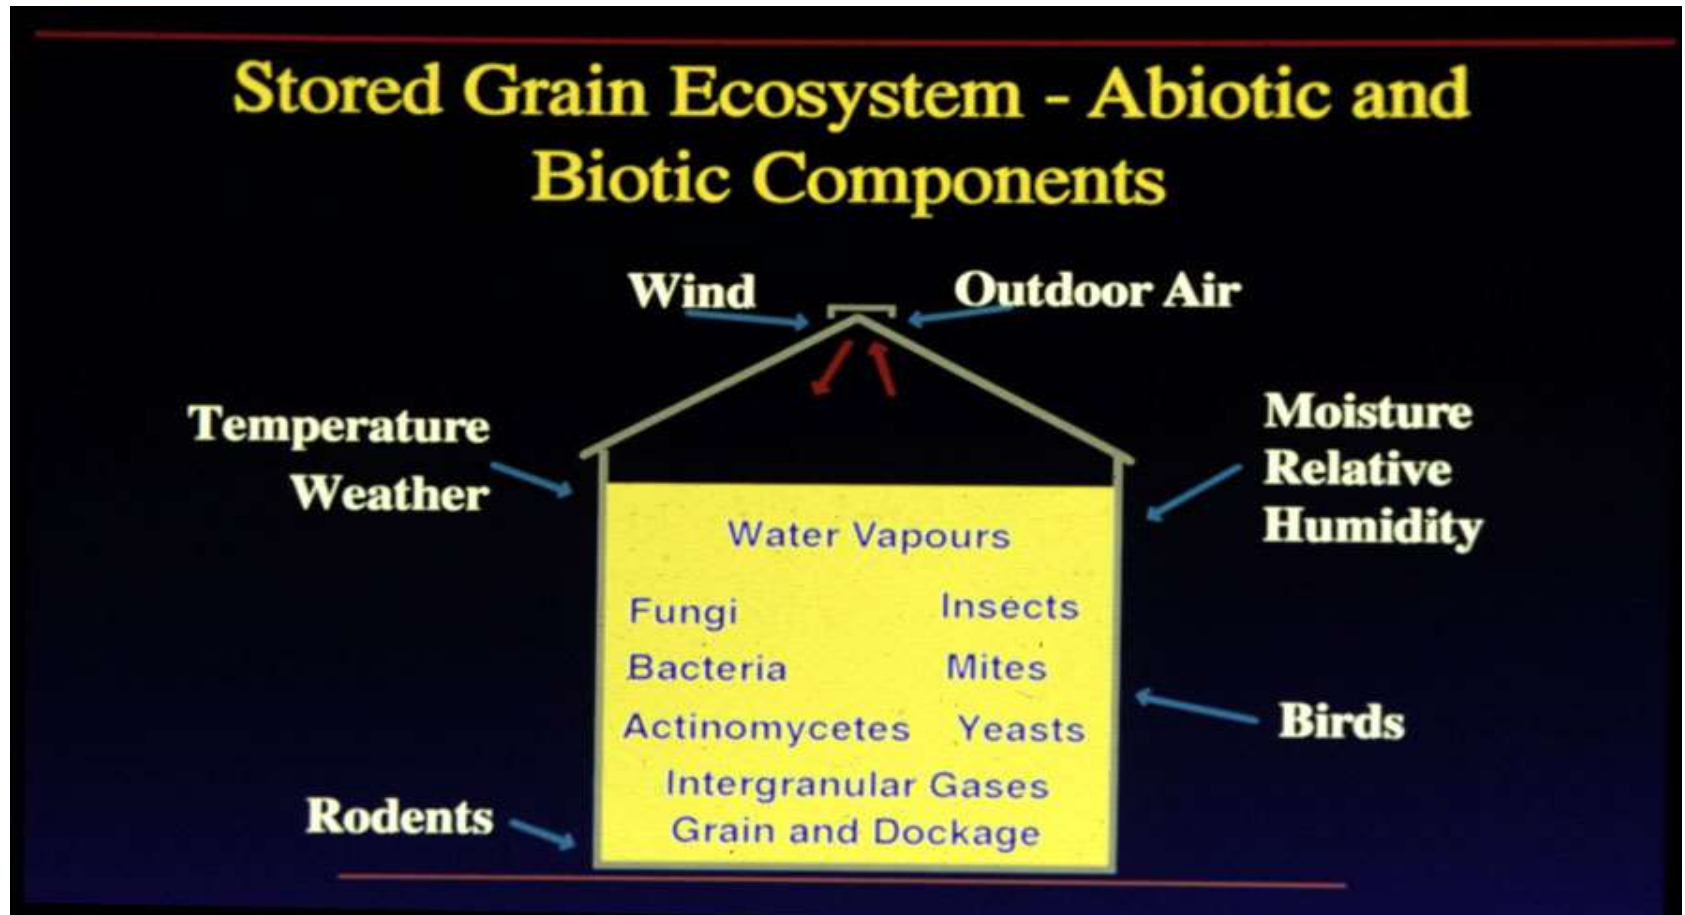 Stored Grain Ecosystem - Abiotic and
Biotic Components
Wind
Outdoor Air
Temperature
Weather
Moisture
Relative
Humidity
Water Vapours
Fungi
Insects
Bacteria
Mites
Actinomycetes
Yeasts
Intergranular Gases
Grain and Dockage
Birds
Rodents